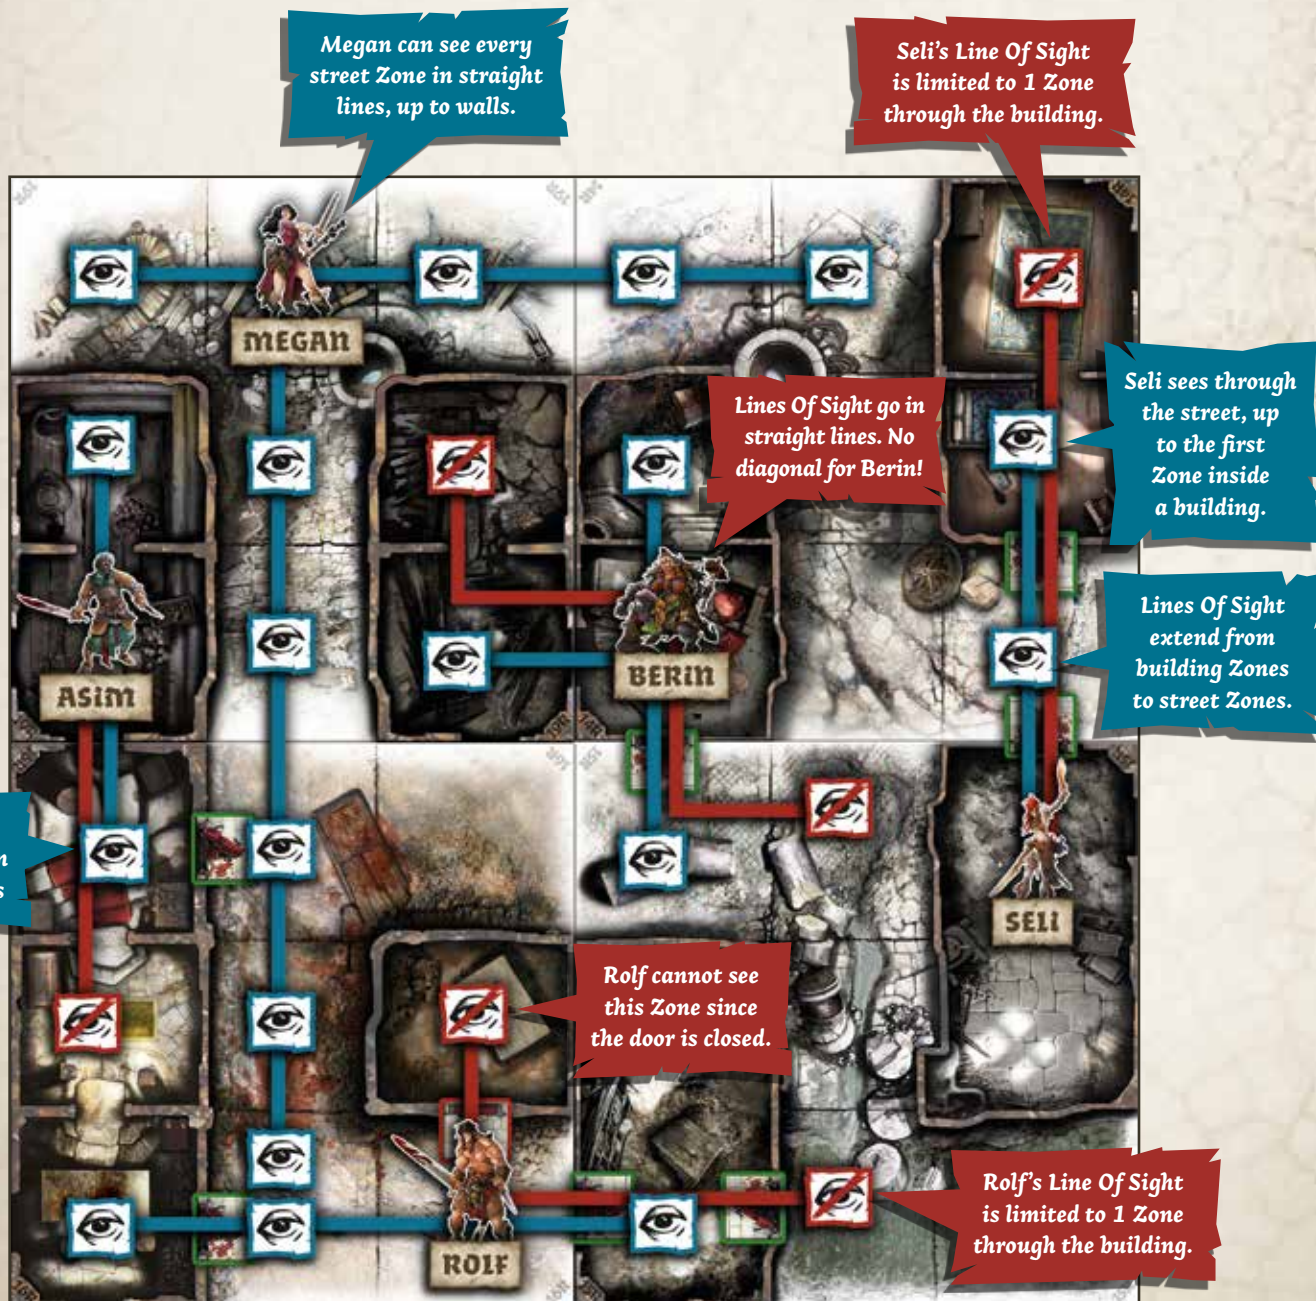 Megan can see every
street Zone in straight
lines, up to walls.
Seli's Line Of Sight
is limited to 1 Zone
through the building.
MEGAN
Lines Of Sight go in
straight lines. No
diagonal for Berin!
Seli sees through
the street, up
to the first
Zone inside
a building.
Lines Of Sight
extend from
building Zones
to street Zones.
ASIM
BERIN
SELI
Rolf cannot see
this Zone since
the door is closed.
Rolf's Line Of Sight
is limited to 1 Zone
through the building.
ROLF